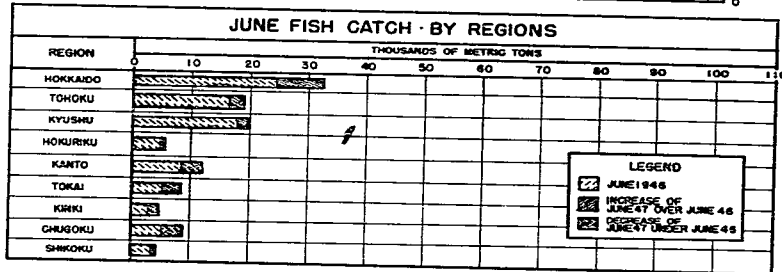 6
JUNE FISH CATCH - BY REGIONS
REGION
THOUSANDS OF METRIC TONS
0 10 20 30 40 50 60 70 80 90 100 110
HOKKAIDO
TOHOKU
KYUSHU
HOKURIKU
KANTO
TOKAI
KINKI
CHUGOKU
SHIKOKU
LEGEND
JUNE 1946
INCREASE OF
JUNE 47 OVER JUNE 46
DECREASE OF
JUNE 47 UNDER JUNE 46